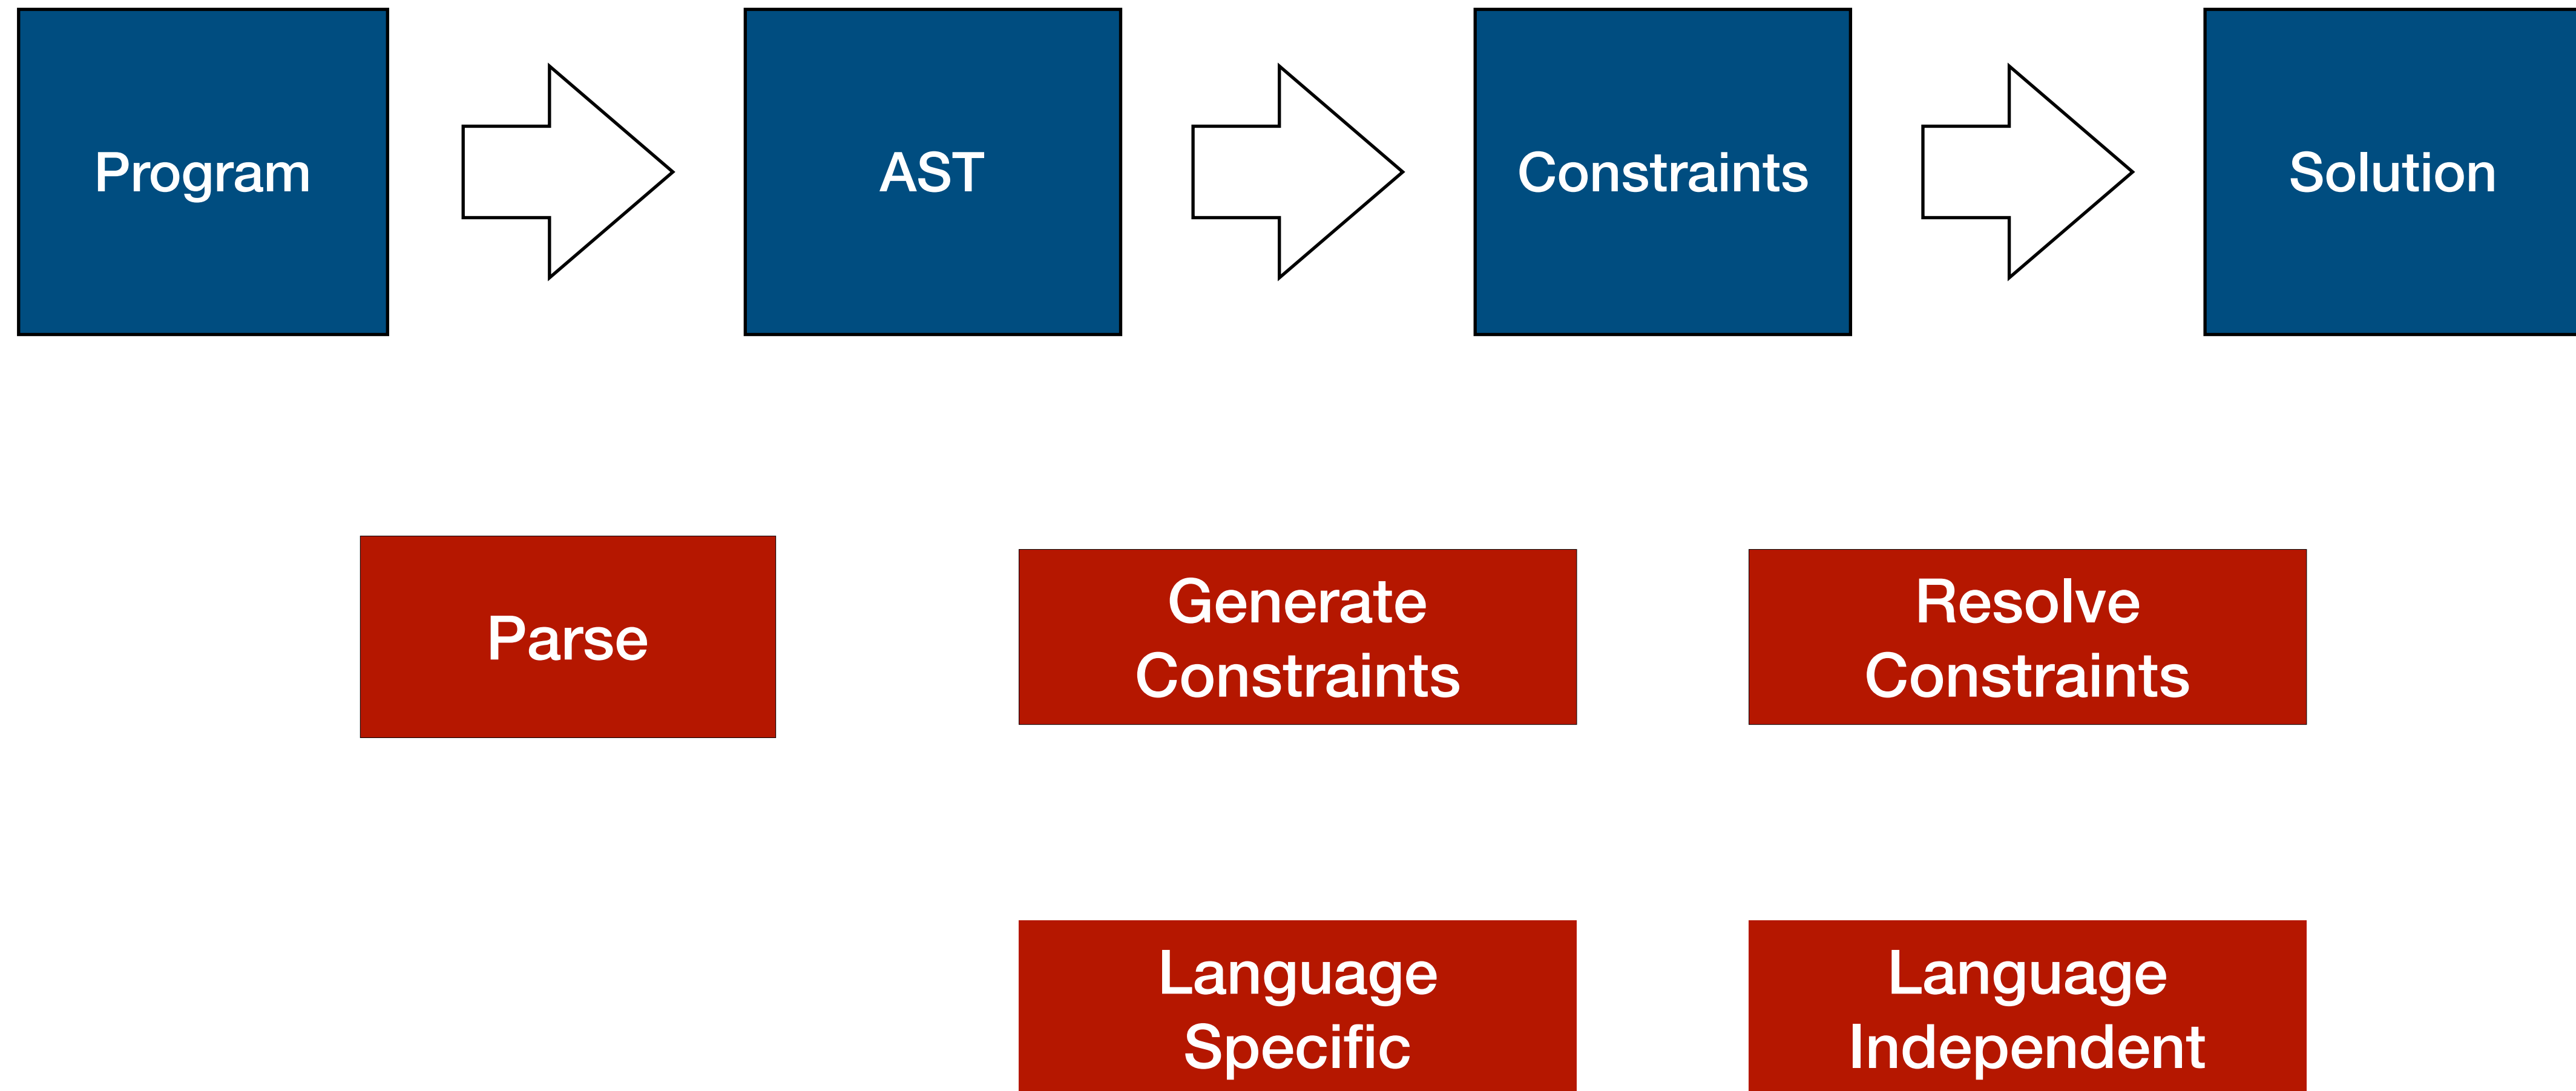 Program
AST
Constraints
Solution
Parse
Generate
Constraints
Resolve
Constraints
Language
Specific
Language
Independent